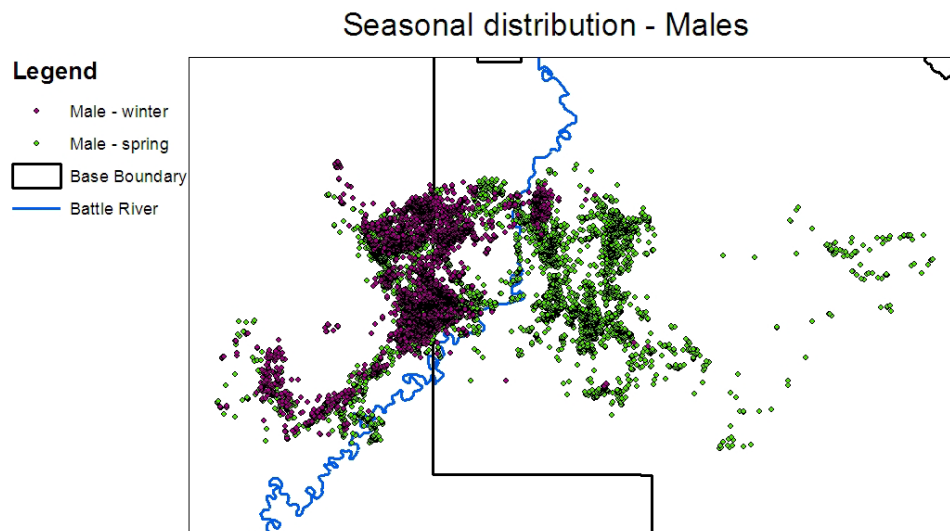 Seasonal distribution - Males
Legend
Male - winter
Male - spring
Base Boundary
Battle River